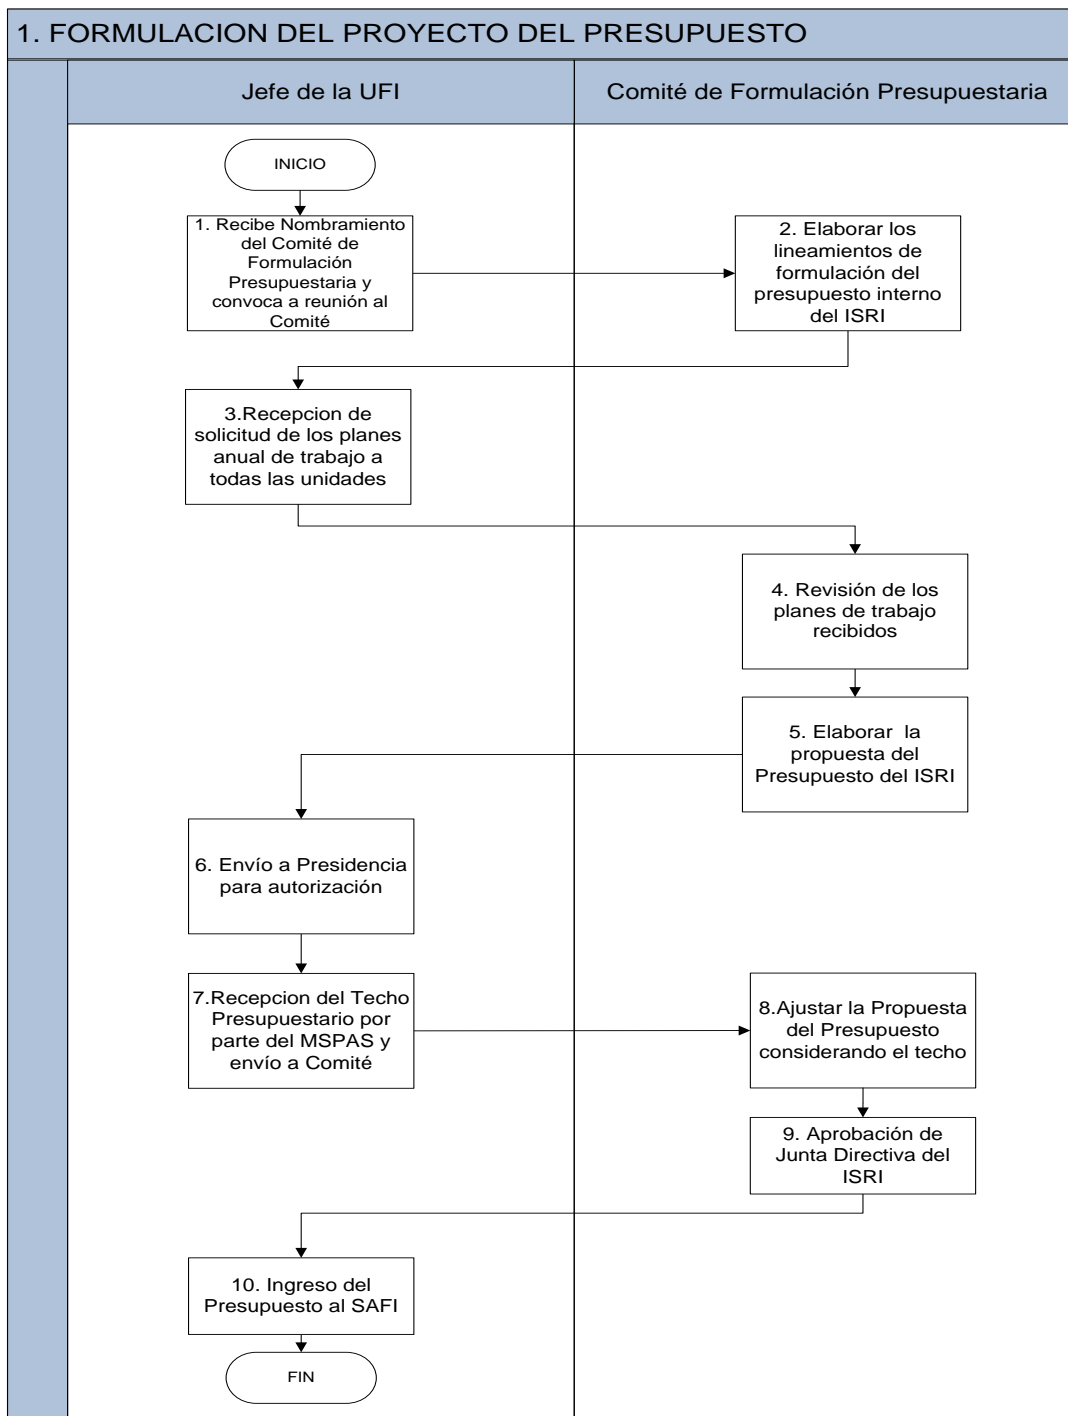 1. FORMULACION DEL PROYECTO DEL PRESUPUESTO
Jefe de la UFI
Comité de Formulación Presupuestaria
INICIO
1. Recibe Nombramiento
del Comité de
Formulación
Presupuestaria y
convoca a reunión al
Comité
2. Elaborar los
lineamientos de
formulación del
presupuesto interno
del ISRI
3.Recepcion de
solicitud de los planes
anual de trabajo a
todas las unidades
4. Revisión de los
planes de trabajo
recibidos
5. Elaborar la
propuesta del
Presupuesto del ISRI
6. Envío a Presidencia
para autorización
7.Recepcion del Techo
Presupuestario por
parte del MSPAS y
envío a Comité
8.Ajustar la Propuesta
del Presupuesto
considerando el techo
9. Aprobación de
Junta Directiva del
ISRI
10. Ingreso del
Presupuesto al SAFI
FIN